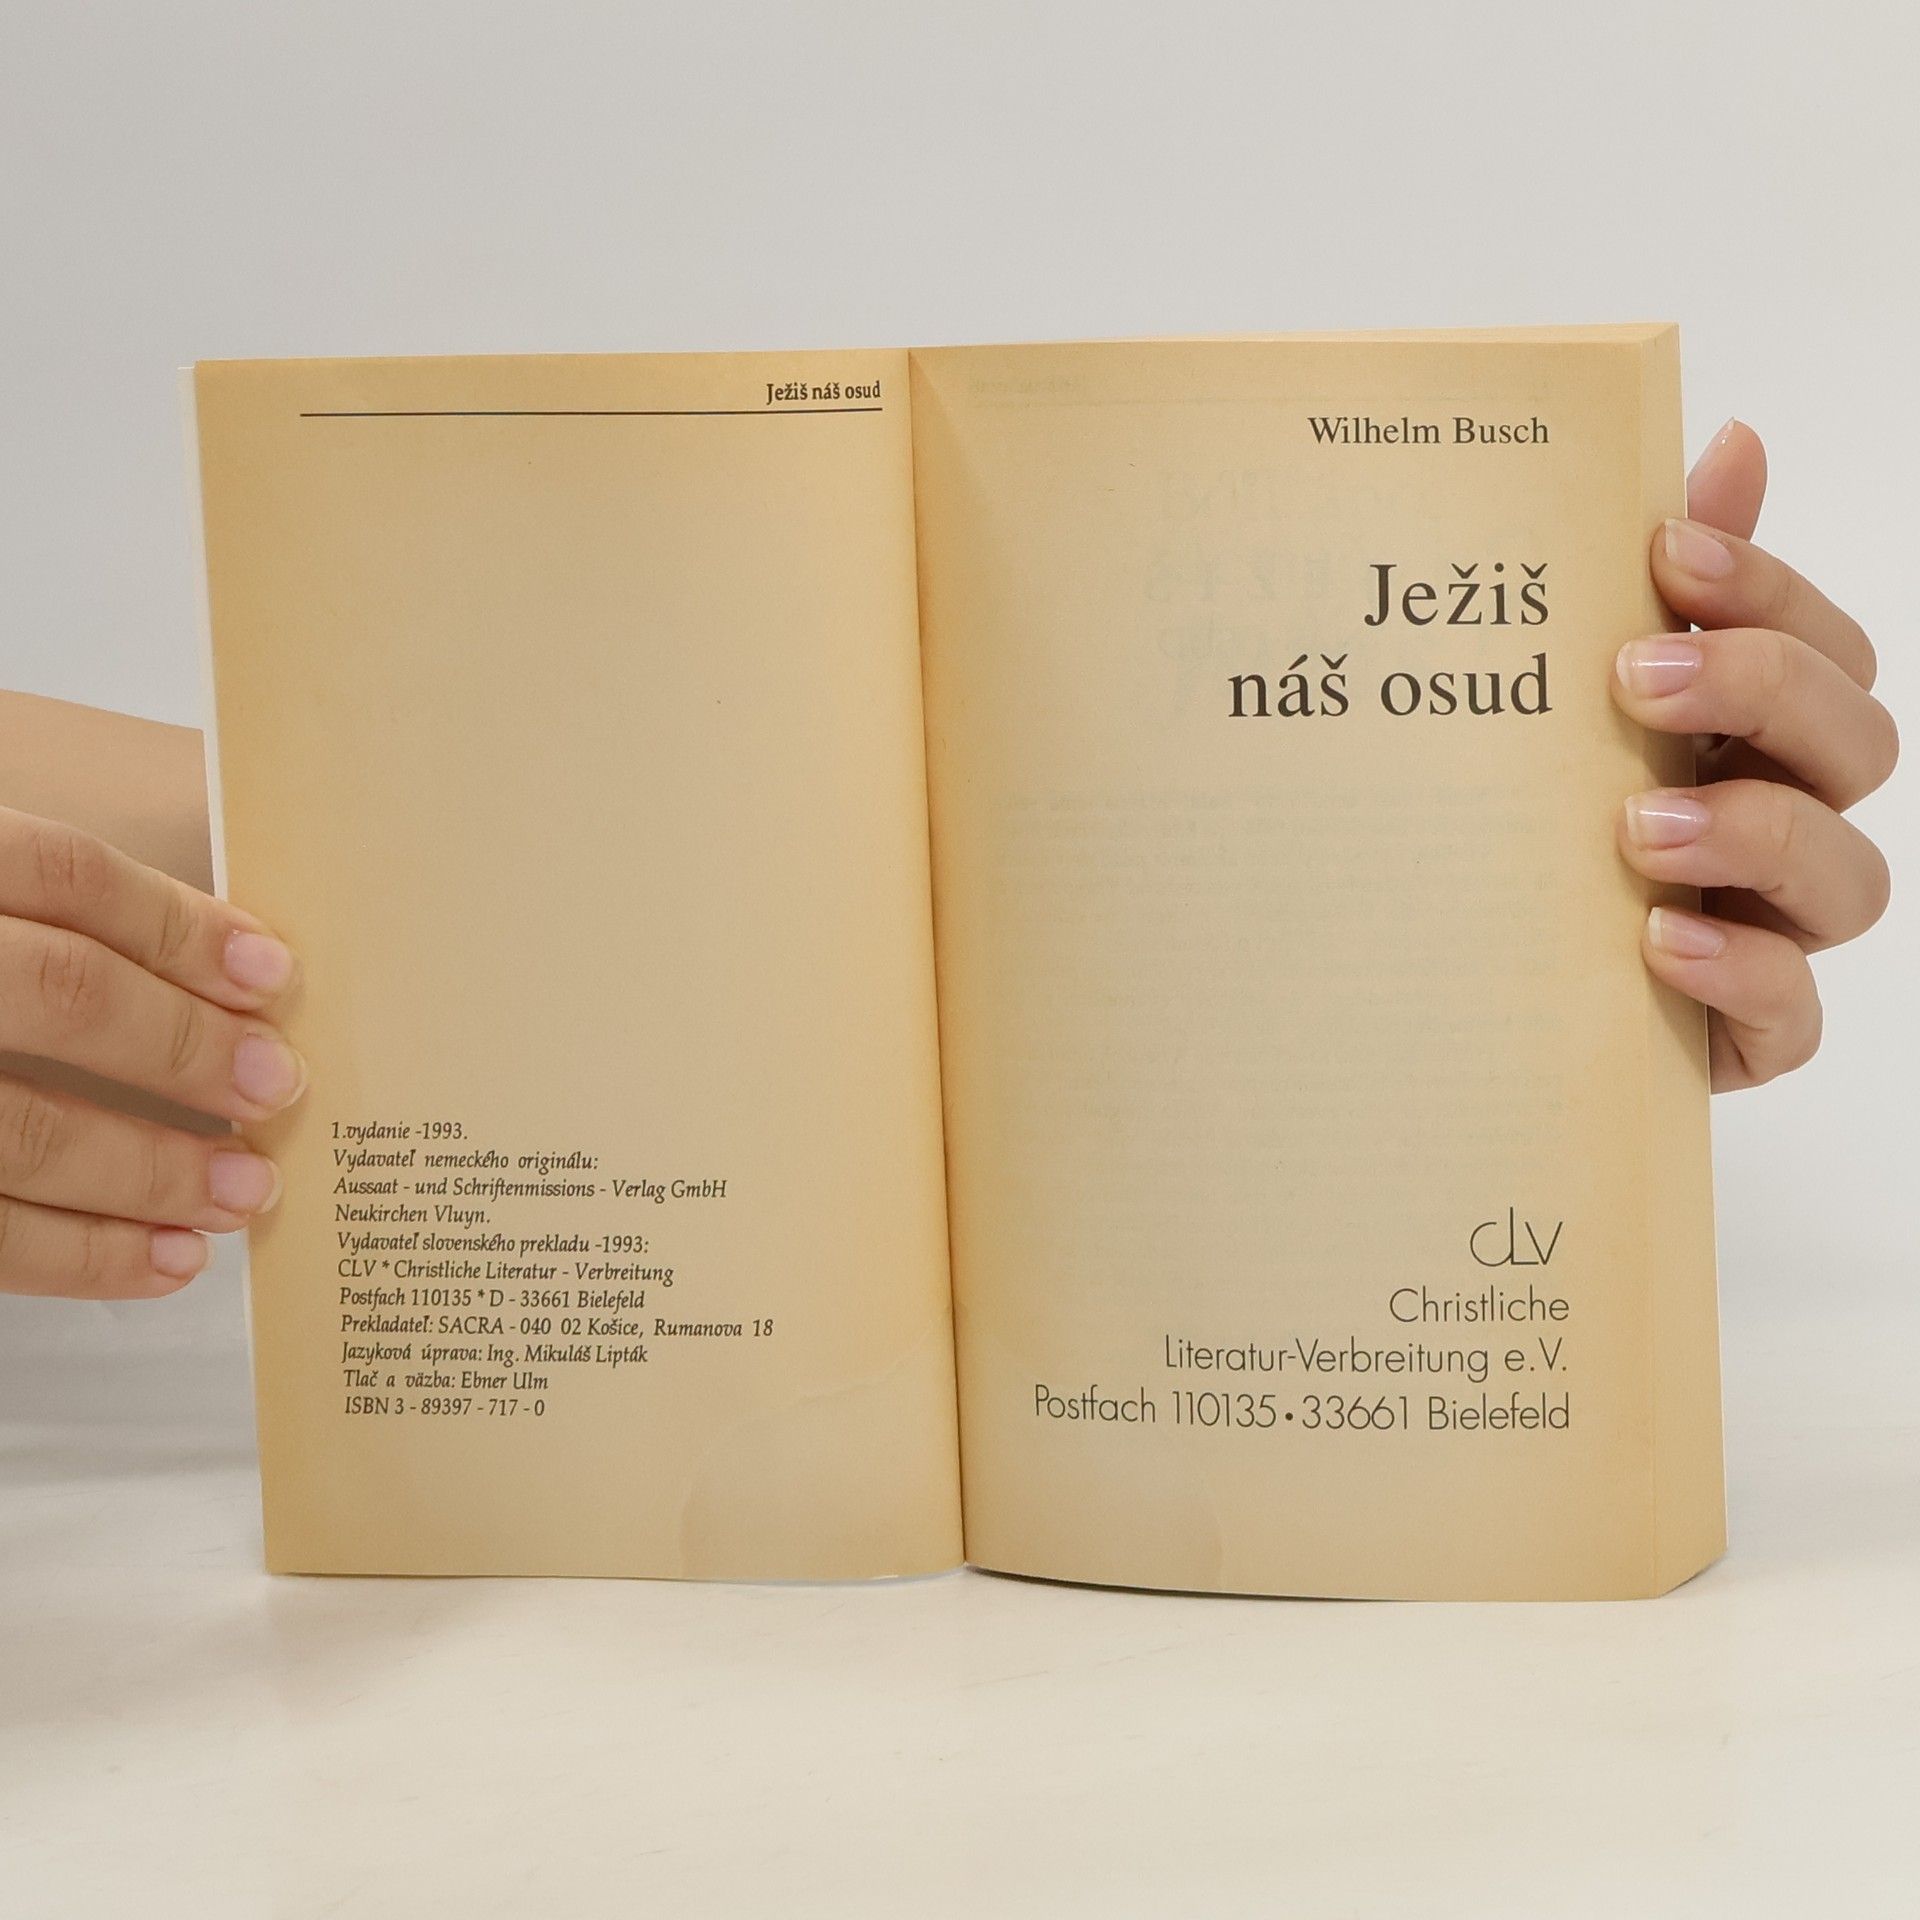 Ježiš náš osud
1.vydanie -1993.
Vydavateľ nemeckého originálu:
Aussaat - und Schriftenmissions - Verlag GmbH
Neukirchen Vluyn.
Vydavateľ slovenského prekladu -1993:
CLV * Christliche Literatur - Verbreitung
Postfach 110135 * D - 33661 Bielefeld
Prekladateľ: SACRA - 040 02 Košice, Rumanova 18
Jazyková úprava: Ing. Mikuláš Lipták
Tlač a väzba: Ebner Ulm
ISBN 3 - 89397 - 717 - 0
Wilhelm Busch
Ježiš
náš osud
CLV
Christliche
Literatur-Verbreitung e.V.
Postfach 110135 • 33661 Bielefeld